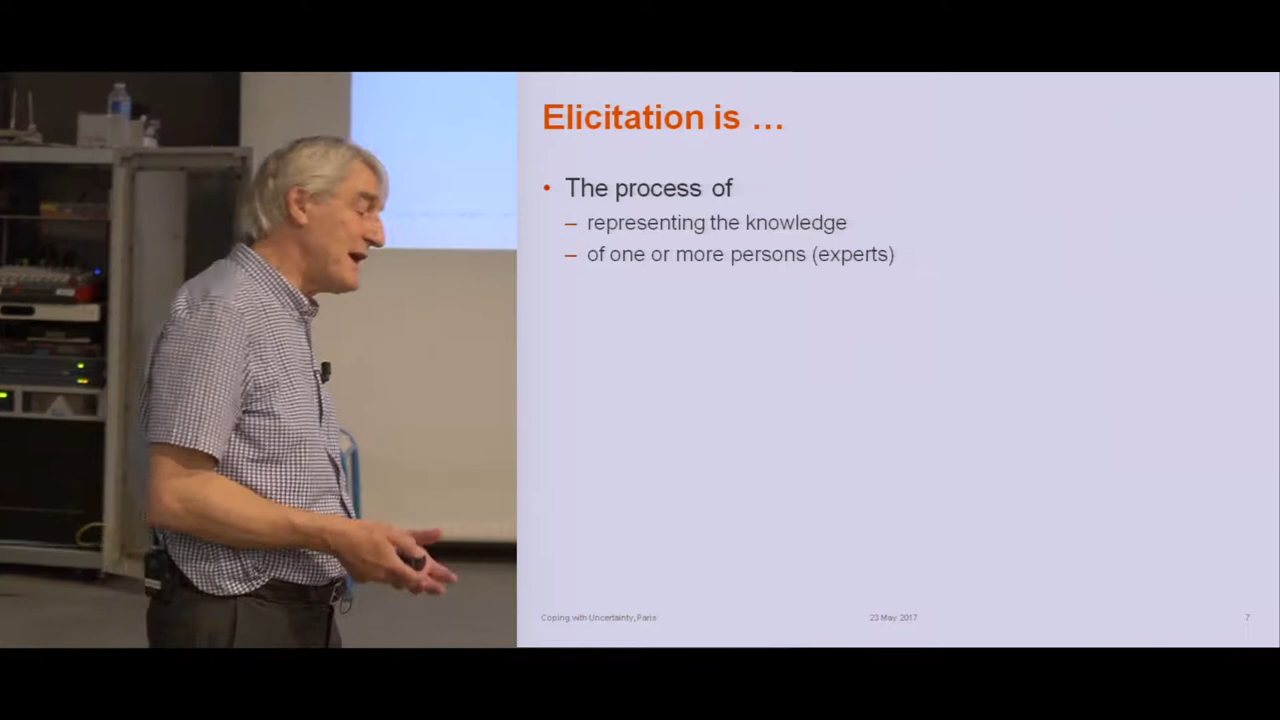 Elicitation is …
• The process of
– representing the knowledge
– of one or more persons (experts)
Coping with Uncertainty, Paris
23 May 2017
7